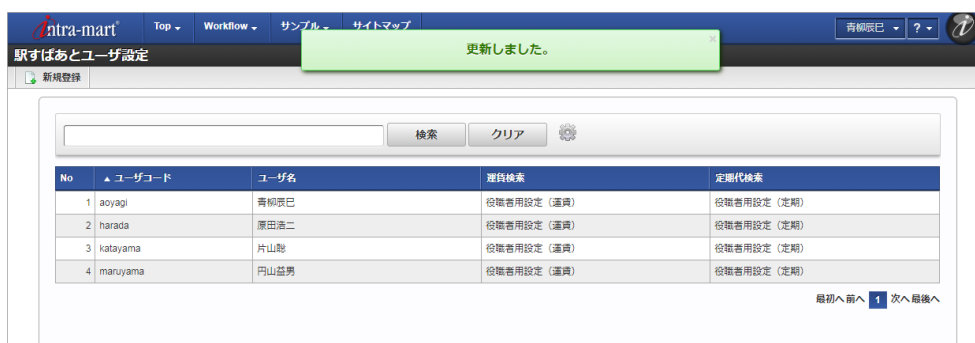 intra-mart® Top Workflow サンプル サイトマップ 青柳辰巳 ?
更新しました。
×
駅すぱあとユーザ設定
新規登録
検索 クリア
No ▲ ユーザコード ユーザ名 運賃検索 定期代検索
1 aoyagi 青柳辰巳 役職者用設定（運賃） 役職者用設定（定期）
2 harada 原田浩二 役職者用設定（運賃） 役職者用設定（定期）
3 katayama 片山聡 役職者用設定（運賃） 役職者用設定（定期）
4 maruyama 円山益男 役職者用設定（運賃） 役職者用設定（定期）
最初へ 前へ 1 次へ 最後へ